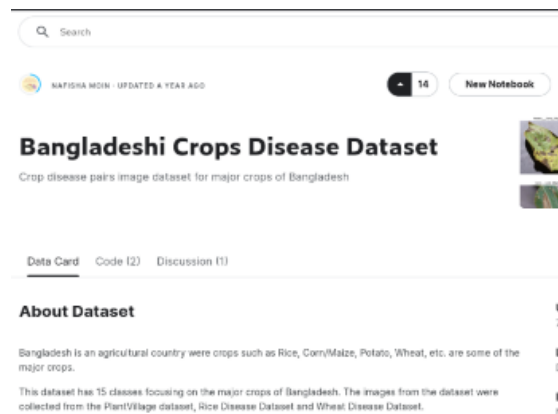 Search
NAFISHA MOIN · UPDATED A YEAR AGO
14
New Notebook
Bangladeshi Crops Disease Dataset
Crop disease pairs image dataset for major crops of Bangladesh
Data Card Code (2) Discussion (1)
About Dataset
Bangladesh is an agricultural country were crops such as Rice, Corn/Maize, Potato, Wheat, etc. are some of the
major crops.
This dataset has 15 classes focusing on the major crops of Bangladesh. The images from the dataset were
collected from the PlantVillage dataset, Rice Disease Dataset and Wheat Disease Dataset.